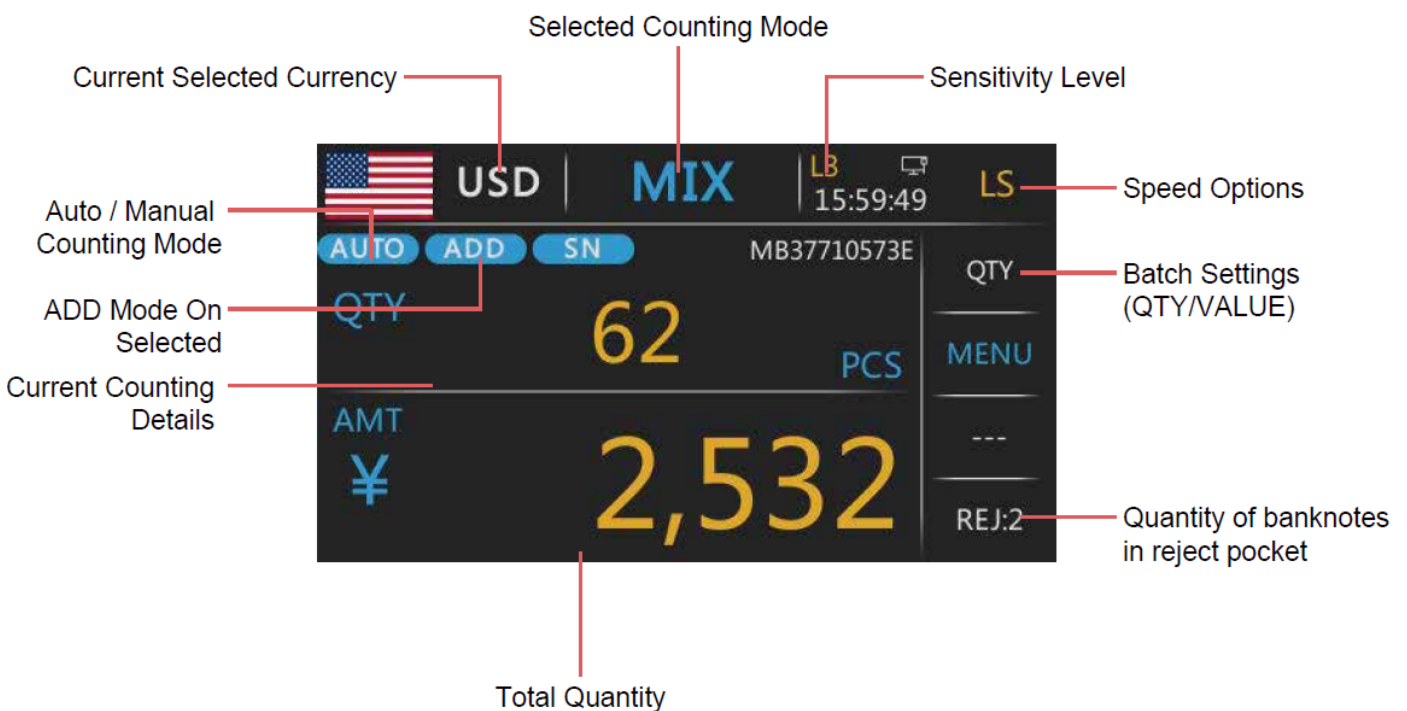 Selected Counting Mode
Current Selected Currency
Sensitivity Level
USD
MIX
LB
15:59:49
LS
Speed Options
Auto / Manual
Counting Mode
AUTO
ADD
SN
MB37710573E
QTY
Batch Settings
(QTY/VALUE)
ADD Mode On
Selected
QTY
62
PCS
MENU
Current Counting
Details
AMT
¥
2,532
---
REJ:2
Quantity of banknotes
in reject pocket
Total Quantity